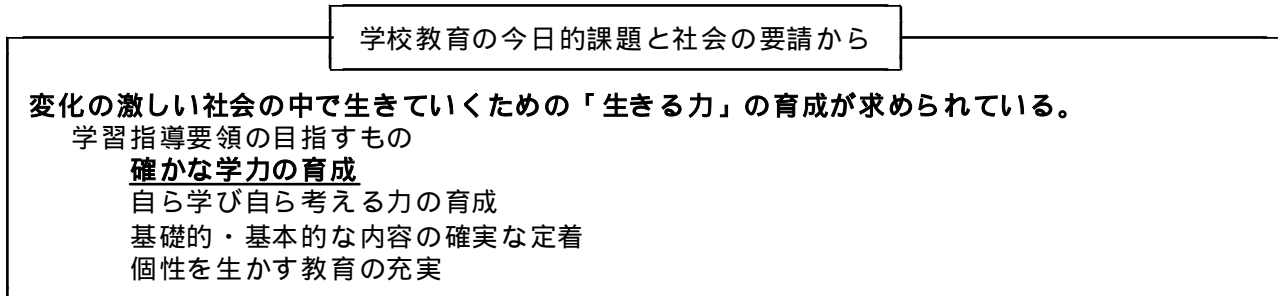 学校教育の今日的課題と社会の要請から
変化の激しい社会の中で生きていくための「生きる力」の育成が求められている。
学習指導要領の目指すもの
確かな学力の育成
自ら学び自ら考える力の育成
基礎的・基本的な内容の確実な定着
個性を生かす教育の充実